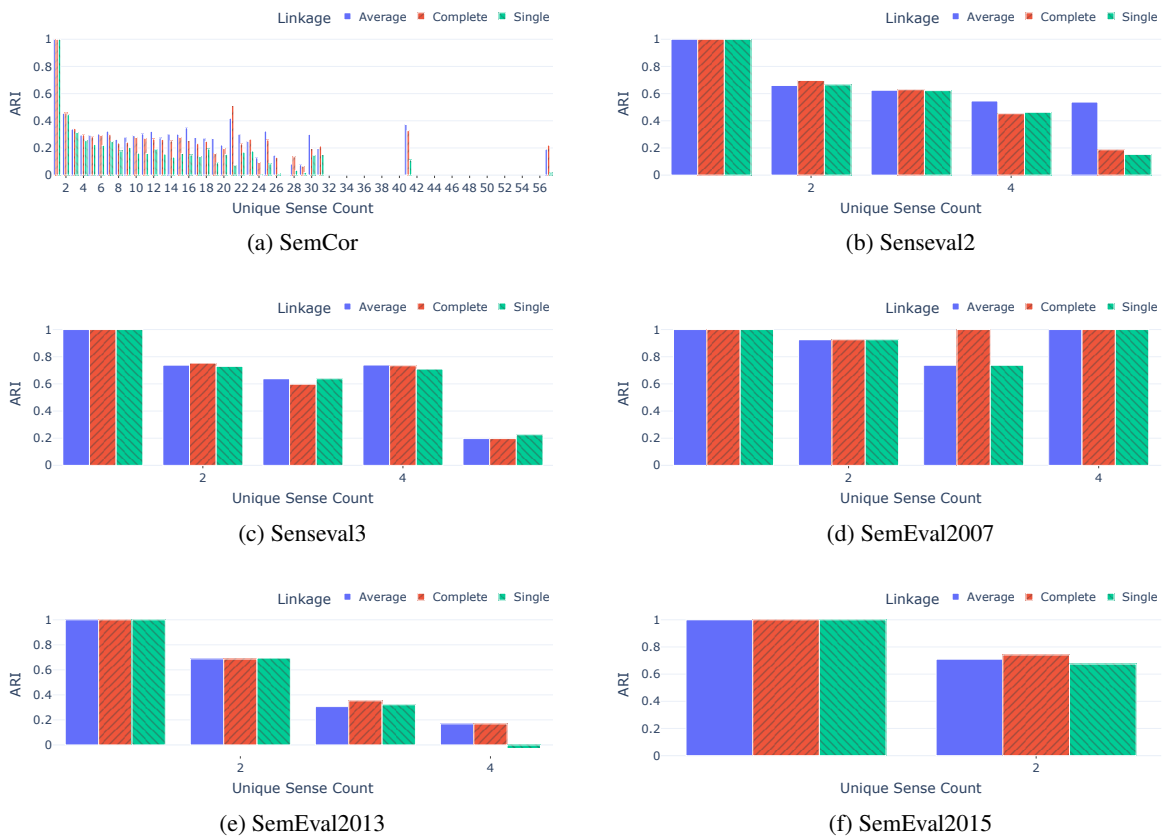 Linkage Average Complete Single
1
0.8
0.6
0.4
0.2
0
ARI
2 4 6 8 10 12 14 16 18 20 22 24 26 28 30 32 34 36 38 40 42 44 46 48 50 52 54 56
Unique Sense Count
(a) SemCor
Linkage Average Complete Single
1
0.8
0.6
0.4
0.2
0
ARI
2 4
Unique Sense Count
(b) Senseval2
Linkage Average Complete Single
1
0.8
0.6
0.4
0.2
0
ARI
2 4
Unique Sense Count
(c) Senseval3
Linkage Average Complete Single
1
0.8
0.6
0.4
0.2
0
ARI
2 4
Unique Sense Count
(d) SemEval2007
Linkage Average Complete Single
1
0.8
0.6
0.4
0.2
0
ARI
2 4
Unique Sense Count
(e) SemEval2013
Linkage Average Complete Single
1
0.8
0.6
0.4
0.2
0
ARI
2
Unique Sense Count
(f) SemEval2015